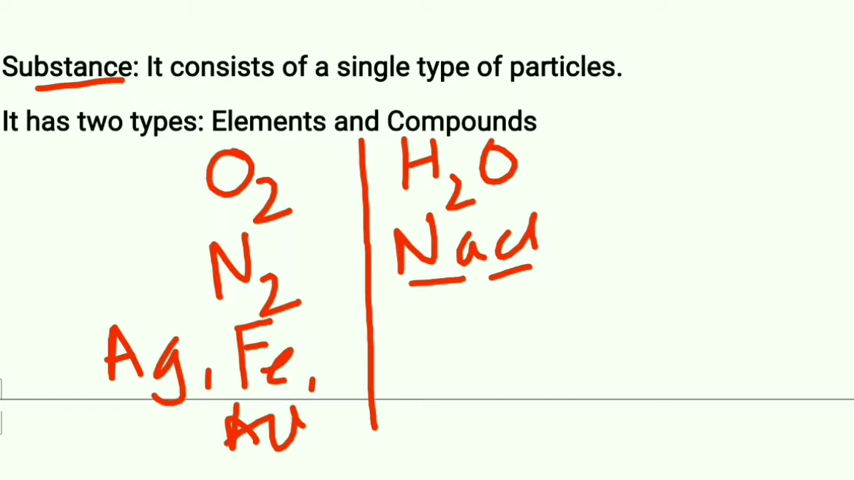 Substance: It consists of a single type of particles.
It has two types: Elements and Compounds
O2
H2O
N2
Nacl
Ag, Fe,
Au